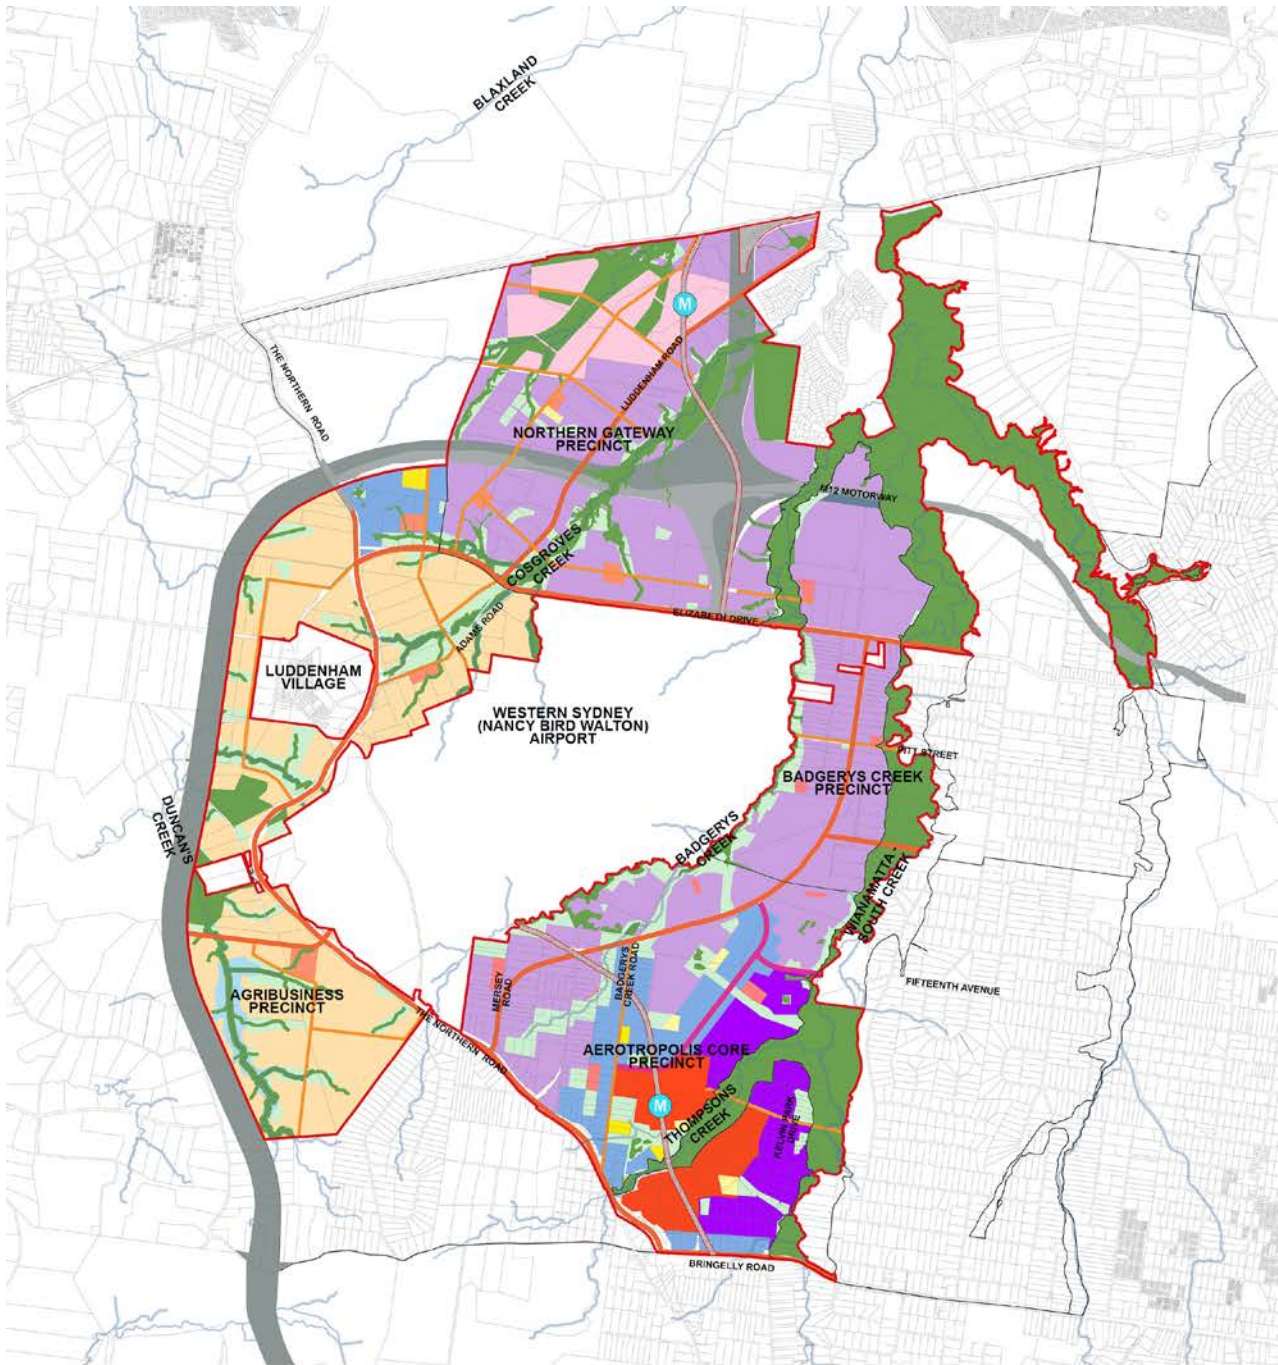 BLAXLAND
CREEK
M
THE NORTHERN ROAD
LUDDENHAM ROAD
NORTHERN GATEWAY
PRECINCT
M12 MOTORWAY
COSGROVES
CREEK
ELIZABETH DRIVE
ADAMS ROAD
LUDDENHAM
VILLAGE
WESTERN SYDNEY
(NANCY BIRD WALTON)
AIRPORT
PITT STREET
BADGERYS CREEK
PRECINCT
DUNCAN'S
CREEK
BADGERYS
CREEK
WIANAMATTA
SOUTH CREEK
MERSEY
ROAD
BADGERYS
CREEK ROAD
FIFTEENTH AVENUE
AGRIBUSINESS
PRECINCT
THE NORTHERN ROAD
AEROTROPOLIS CORE
PRECINCT
M
THOMPSONS
CREEK
KELVIN PARK
DRIVE
BRINGELLY ROAD